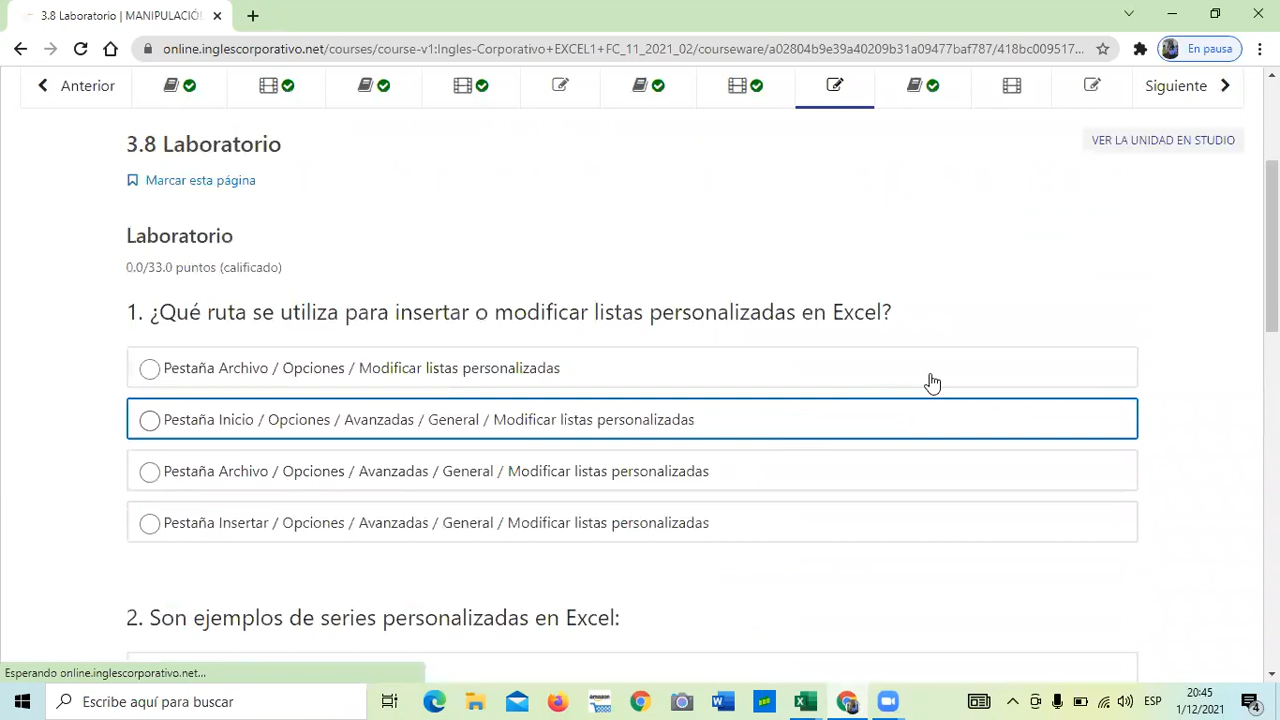 3.8 Laboratorio | MANIPULACIÓ
online.inglescorporativo.net/courses/course-v1:Ingles-Corporativo+EXCEL1+FC_11_2021_02/courseware/a02804b9e39a40209b31a09477baf787/418bc009517...
En pausa
Anterior
Siguiente
3.8 Laboratorio
VER LA UNIDAD EN STUDIO
Marcar esta página
Laboratorio
0.0/33.0 puntos (calificado)
1. ¿Qué ruta se utiliza para insertar o modificar listas personalizadas en Excel?
Pestaña Archivo / Opciones / Modificar listas personalizadas
Pestaña Inicio / Opciones / Avanzadas / General / Modificar listas personalizadas
Pestaña Archivo / Opciones / Avanzadas / General / Modificar listas personalizadas
Pestaña Insertar / Opciones / Avanzadas / General / Modificar listas personalizadas
2. Son ejemplos de series personalizadas en Excel:
Esperando online.inglescorporativo.net...
Escribe aquí para buscar
amazon
ESP
20:45
1/12/2021
4